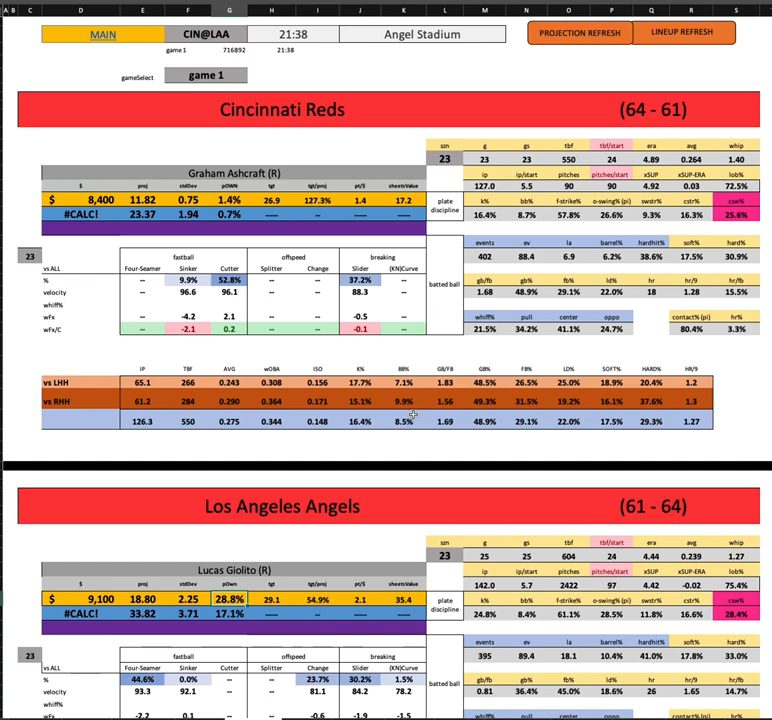 A B C D E F G H I J K L M N O P Q R S
MAIN CIN@LAA 21:38 Angel Stadium PROJECTION REFRESH LINEUP REFRESH
game 1 716892 21:38
gameSelect game 1
Cincinnati Reds (64 - 61)
szn g gs tbf tbf/start era avg whip
23 23 23 550 24 4.89 0.264 1.40
Graham Ashcraft (R) ip ip/start pitches pitches/start xSUP xSUP-ERA lob%
$ proj stdDev pOWN tgt tgt/proj pt/$ sheetsValue 127.0 5.5 90 90 4.92 0.03 72.5%
$ 8,400 11.82 0.75 1.4% 26.9 127.3% 1.4 17.2 plate discipline k% bb% f-strike% o-swing% (pi) swstr% cstr% csw%
#CALC! 23.37 1.94 0.7% -- -- -- -- 16.4% 8.7% 57.8% 26.6% 9.3% 16.3% 25.6%
events ev la barrel% hardhit% soft% hard%
23 fastball offspeed breaking 402 88.4 6.9 6.2% 38.6% 17.5% 30.9%
vs ALL Four-Seamer Sinker Cutter Splitter Change Slider (KN)Curve
% -- 9.9% 52.8% -- -- 37.2% -- batted ball gb/fb gb% fb% ld% hr hr/9 hr/fb
velocity -- 96.6 96.1 -- -- 88.3 -- 1.68 48.9% 29.1% 22.0% 18 1.28 15.5%
whiff%
wFx -- -4.2 2.1 -- -- -0.5 -- whiff% pull center oppo contact% (pi) hr%
wFx/C -- -2.1 0.2 -- -- -0.1 -- 21.5% 34.2% 41.1% 24.7% 80.4% 3.3%
IP TBF AVG wOBA ISO K% BB% GB/FB GB% FB% LD% SOFT% HARD% HR/9
vs LHH 65.1 266 0.243 0.308 0.156 17.7% 7.1% 1.83 48.5% 26.5% 25.0% 18.9% 20.4% 1.2
vs RHH 61.2 284 0.290 0.364 0.171 15.1% 9.9% 1.56 49.3% 31.5% 19.2% 16.1% 37.6% 1.3
126.3 550 0.275 0.344 0.148 16.4% 8.5% 1.69 48.9% 29.1% 22.0% 17.5% 29.3% 1.27
Los Angeles Angels (61 - 64)
szn g gs tbf tbf/start era avg whip
23 25 25 604 24 4.44 0.239 1.27
Lucas Giolito (R) ip ip/start pitches pitches/start xSUP xSUP-ERA lob%
$ proj stdDev pOwn tgt tgt/proj pt/$ sheetsValue 142.0 5.7 2422 97 4.42 -0.02 75.4%
$ 9,100 18.80 2.25 28.8% 29.1 54.9% 2.1 35.4 plate discipline k% bb% f-strike% o-swing% (pi) swstr% cstr% csw%
#CALC! 33.82 3.71 17.1% -- -- -- -- 24.8% 8.4% 61.1% 28.5% 11.8% 16.6% 28.4%
events ev la barrel% hardhit% soft% hard%
23 fastball offspeed breaking 395 89.4 18.1 10.4% 41.0% 17.8% 33.0%
vs ALL Four-Seamer Sinker Cutter Splitter Change Slider (KN)Curve
% 44.6% 0.0% -- -- 23.7% 30.2% 1.5% batted ball gb/fb gb% fb% ld% hr hr/9 hr/fb
velocity 93.3 92.1 -- -- 81.1 84.2 78.2 0.81 36.4% 45.0% 18.6% 26 1.65 14.7%
whiff%
wFx -2.2 0.1 -- -- -0.6 -1.9 -1.5 whiff% pull center oppo contact% (pi) hr%